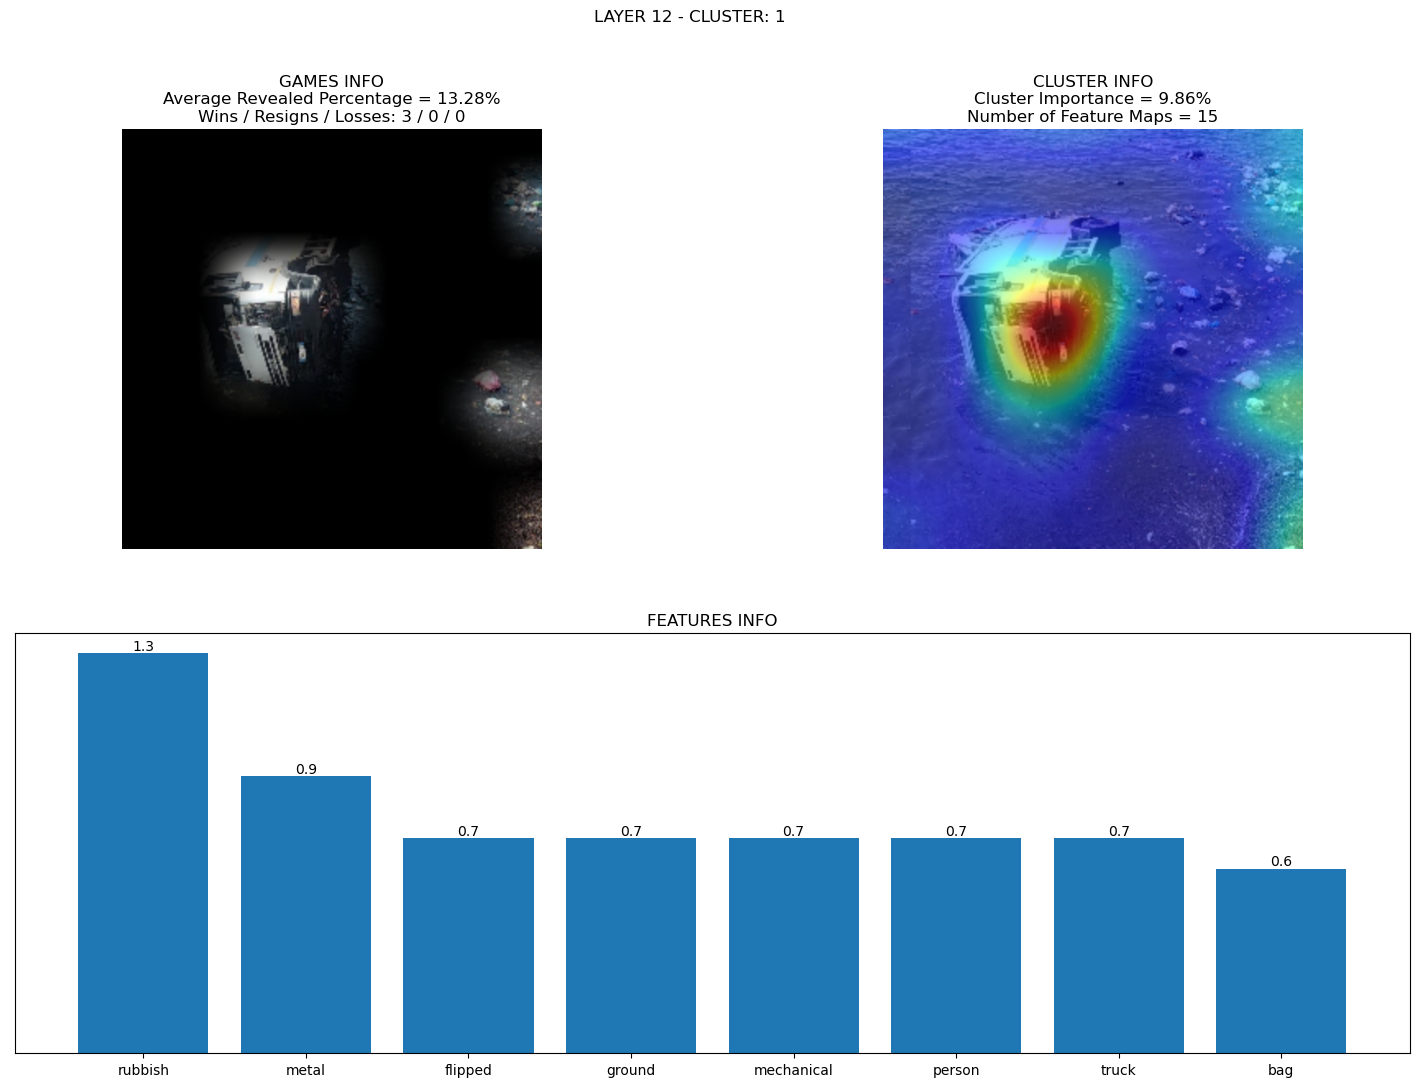 LAYER 12 - CLUSTER: 1
GAMES INFO
Average Revealed Percentage = 13.28%
Wins / Resigns / Losses: 3 / 0 / 0
CLUSTER INFO
Cluster Importance = 9.86%
Number of Feature Maps = 15
FEATURES INFO
1.3
0.9
0.7
0.7
0.7
0.7
0.7
0.6
rubbish
metal
flipped
ground
mechanical
person
truck
bag